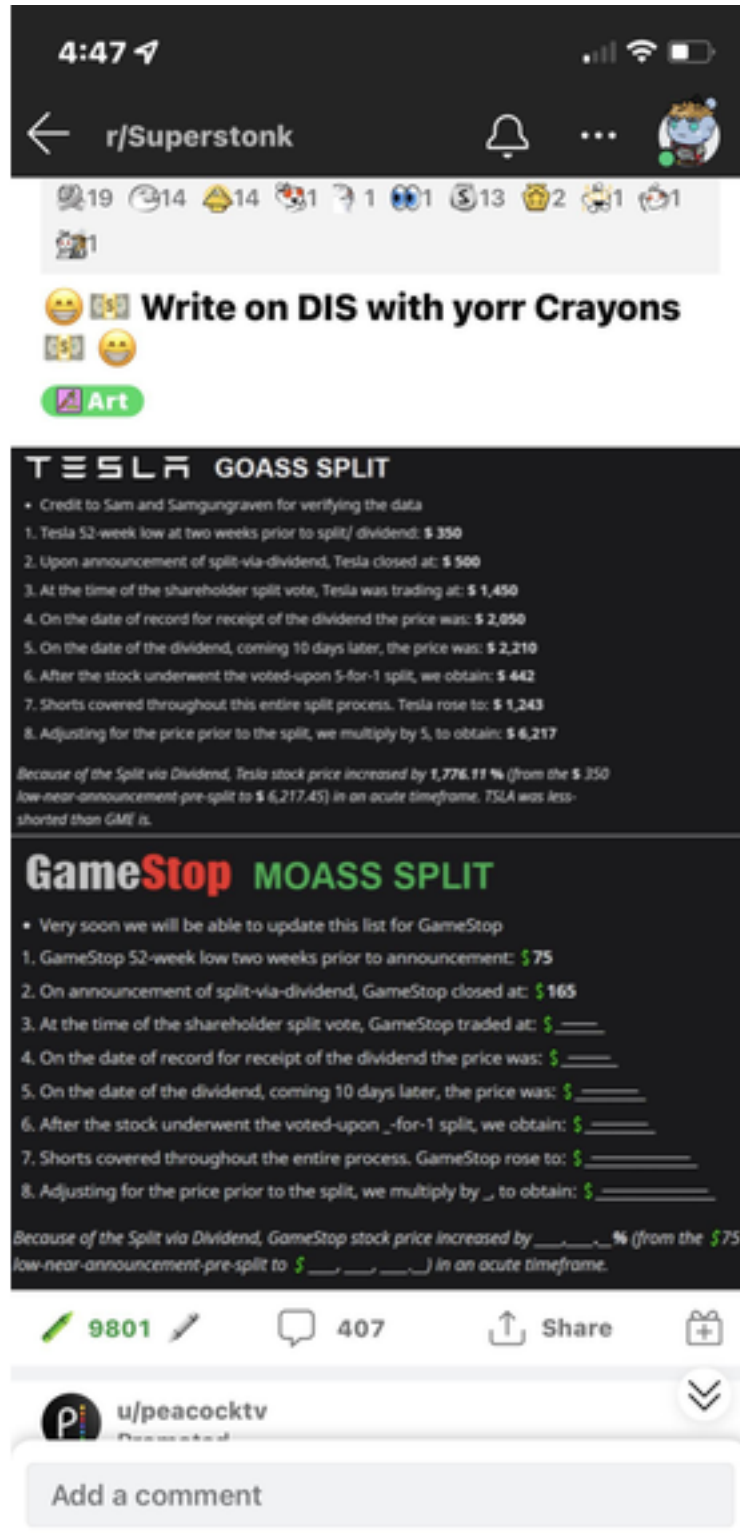 4:47
r/Superstonk
19 14 14 1 1 1 13 2 1 1
1
Write on DIS with yorr Crayons
Art
TESLA GOASS SPLIT
• Credit to Sam and Samgungraven for verifying the data
1. Tesla 52-week low at two weeks prior to split/ dividend: $ 350
2. Upon announcement of split-via-dividend, Tesla closed at: $ 500
3. At the time of the shareholder split vote, Tesla was trading at: $ 1,450
4. On the date of record for receipt of the dividend the price was: $ 2,050
5. On the date of the dividend, coming 10 days later, the price was: $ 2,210
6. After the stock underwent the voted-upon 5-for-1 split, we obtain: $ 442
7. Shorts covered throughout this entire split process. Tesla rose to: $ 1,243
8. Adjusting for the price prior to the split, we multiply by 5, to obtain: $ 6,217
Because of the Split via Dividend, Tesla stock price increased by 1,776.11 % (from the $ 350
low-near-announcement-pre-split to $ 6,217.45) in an acute timeframe. TSLA was less-
shorted than GME is.
GameStop MOASS SPLIT
• Very soon we will be able to update this list for GameStop
1. GameStop 52-week low two weeks prior to announcement: $ 75
2. On announcement of split-via-dividend, GameStop closed at: $ 165
3. At the time of the shareholder split vote, GameStop traded at: $ ____
4. On the date of record for receipt of the dividend the price was: $ ____
5. On the date of the dividend, coming 10 days later, the price was: $ ____
6. After the stock underwent the voted-upon _-for-1 split, we obtain: $ ____
7. Shorts covered throughout the entire process. GameStop rose to: $ ____
8. Adjusting for the price prior to the split, we multiply by _, to obtain: $ ____
Because of the Split via Dividend, GameStop stock price increased by ___,___._% (from the $75
low-near-announcement-pre-split to $ ___, ___, ___._) in an acute timeframe.
9801 407 Share
u/peacocktv
Promoted
Add a comment